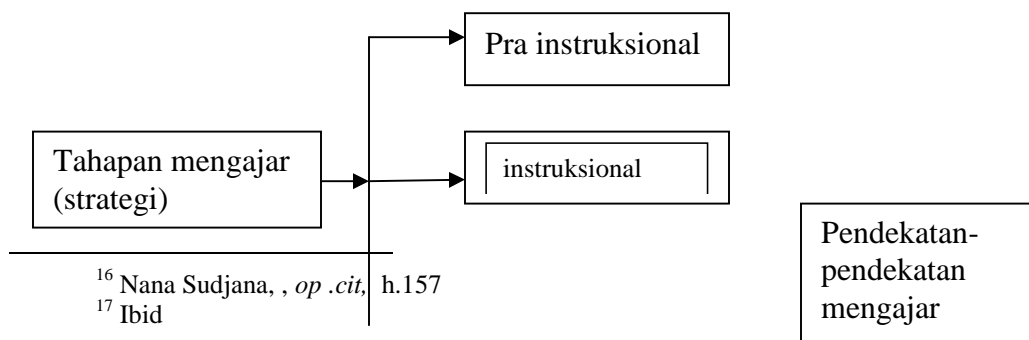 Pra instruksional
Tahapan mengajar
(strategi)
instruksional
Pendekatan-
pendekatan
mengajar
16 Nana Sudjana, , op .cit, h.157
17 Ibid